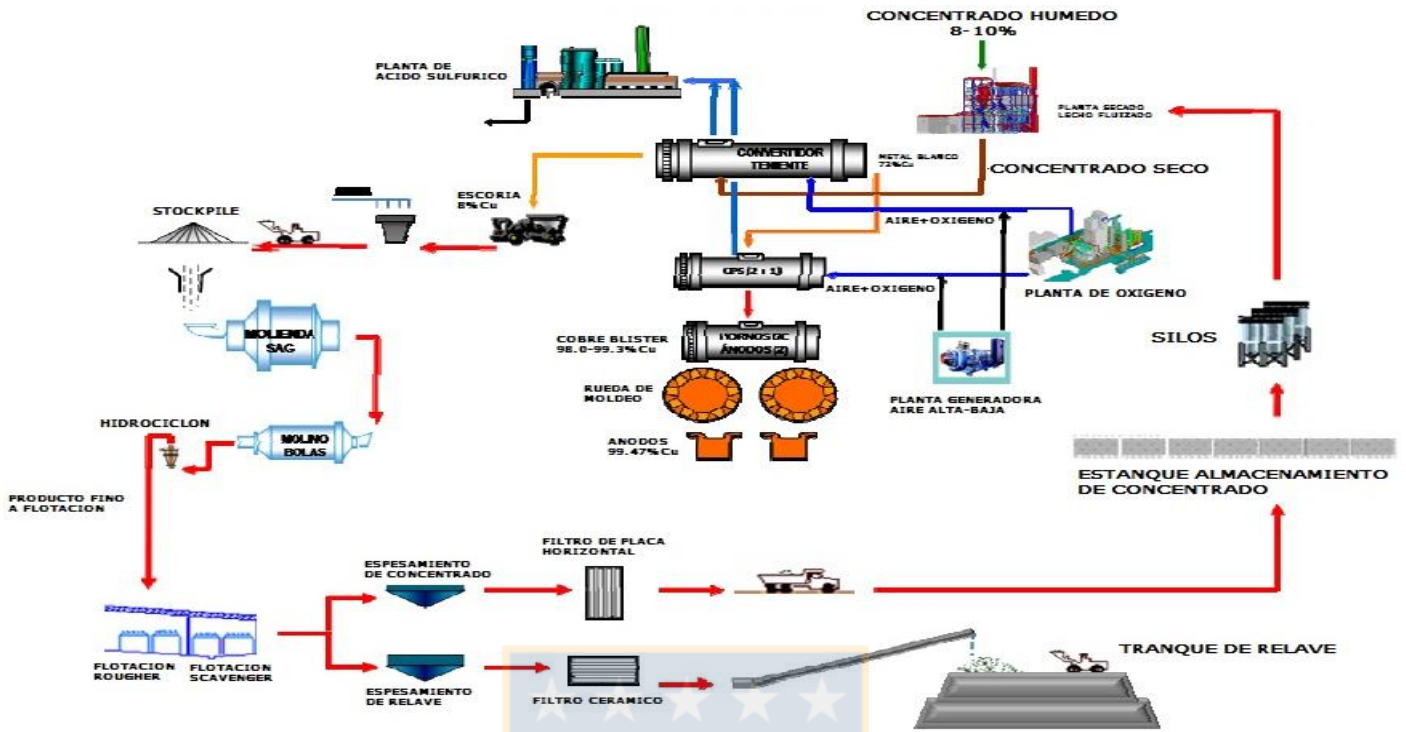 CONCENTRADO HUMEDO
8-10%
PLANTA DE
ACIDO SULFURICO
PLANTA SECADO
LECHO FLUIZADO
CONVERTIDOR
TENIENTE
METAL BLANCO
72%Cu
CONCENTRADO SECO
ESCORIA
8%Cu
STOCKPILE
AIRE+OXIGENO
CPS (2 : 1)
AIRE+OXIGENO
PLANTA DE OXIGENO
MOLIENDA
SAG
COBRE BLISTER
98.0-99.3%Cu
HORNOS DE
ÁNODOS (2)
SILOS
RUEDA DE
MOLDEO
PLANTA GENERADORA
AIRE ALTA-BAJA
HIDROCICLON
MOLINO
BOLAS
ANODOS
99.47%Cu
ESTANQUE ALMACENAMIENTO
DE CONCENTRADO
PRODUCTO FINO
A FLOTACION
FILTRO DE PLACA
HORIZONTAL
ESPESAMIENTO
DE CONCENTRADO
FLOTACION
ROUGHER
FLOTACION
SCAVENGER
ESPESAMIENTO
DE RELAVE
FILTRO CERAMICO
TRANQUE DE RELAVE